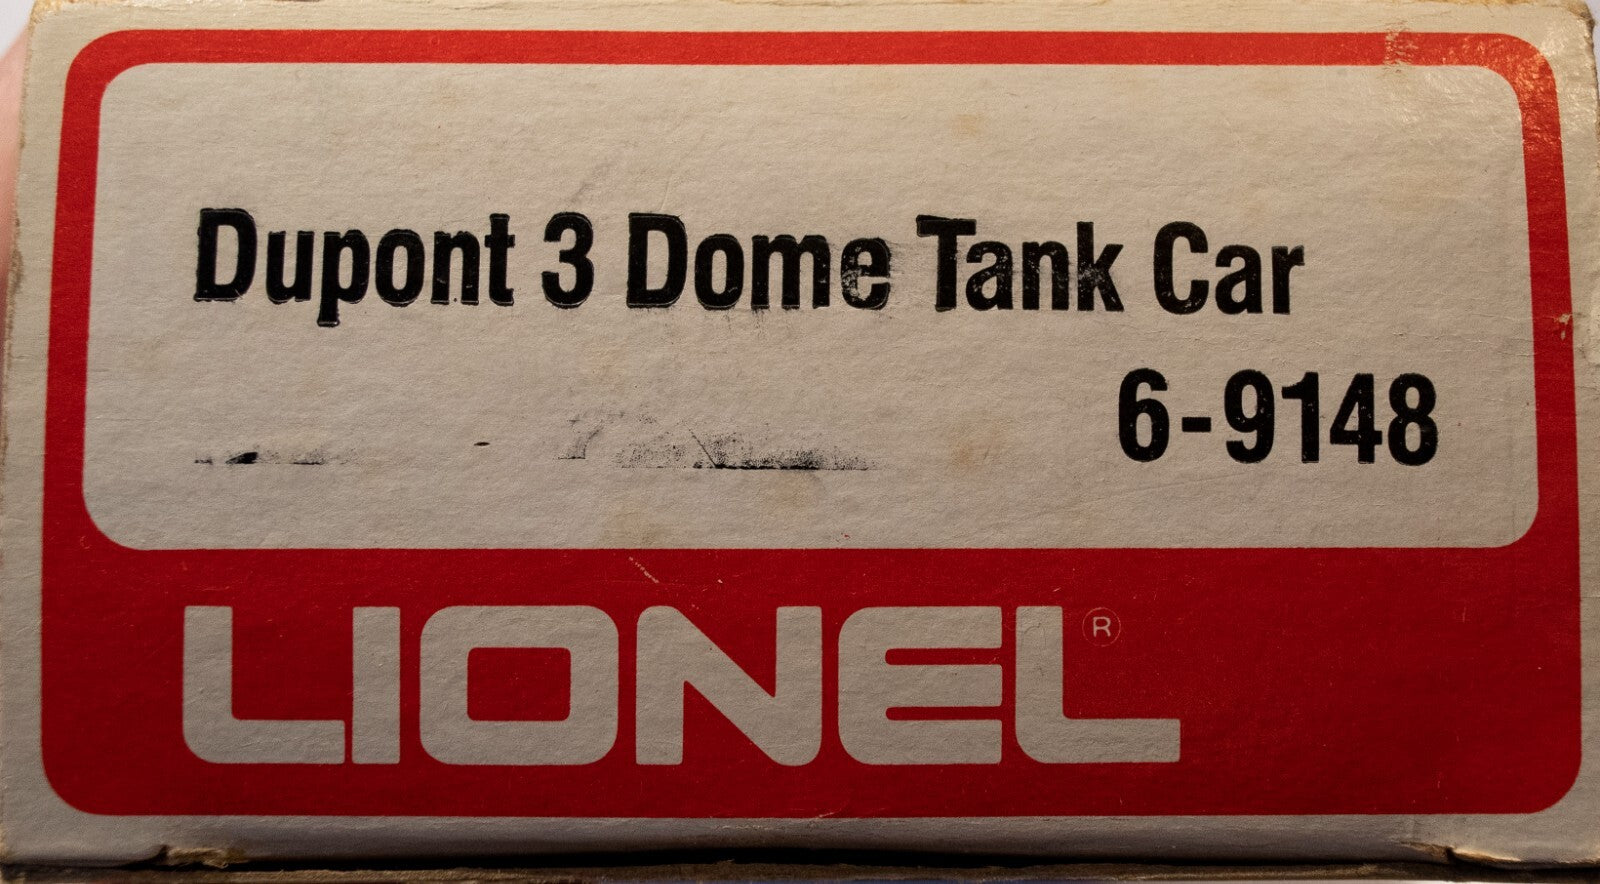 Dupont 3 Dome Tank Car
6-9148
LIONEL®